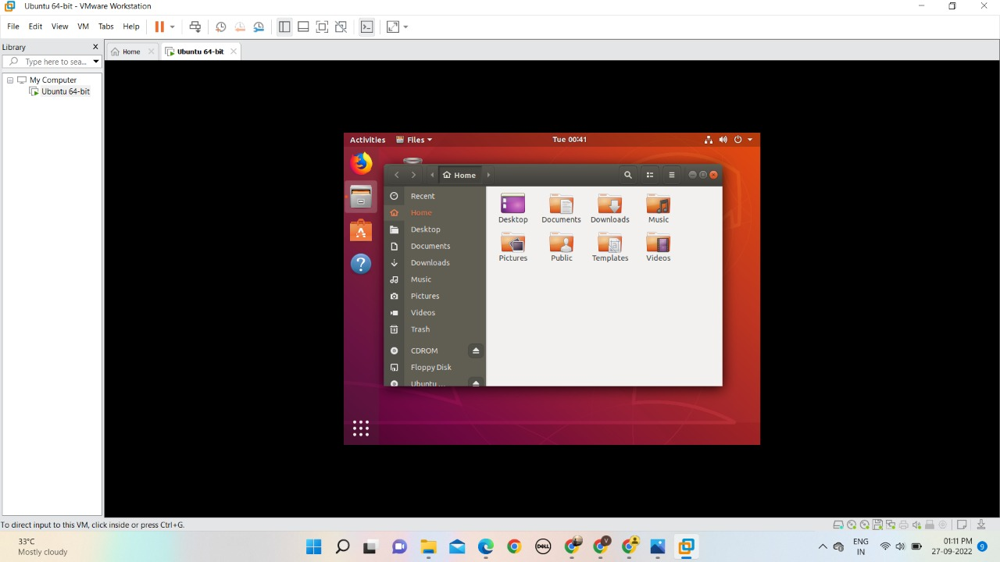 Ubuntu 64-bit - VMware Workstation
File Edit View VM Tabs Help
Library
Type here to sea...
Home
Ubuntu 64-bit
My Computer
Ubuntu 64-bit
Activities Files Tue 00:41
Home
Recent
Home
Desktop
Documents
Downloads
Music
Pictures
Videos
Trash
CDROM
Floppy Disk
Ubuntu ...
Desktop Documents Downloads Music
Pictures Public Templates Videos
To direct input to this VM, click inside or press Ctrl+G.
33°C
Mostly cloudy
DELL
V
ENG
IN
01:11 PM
27-09-2022
9